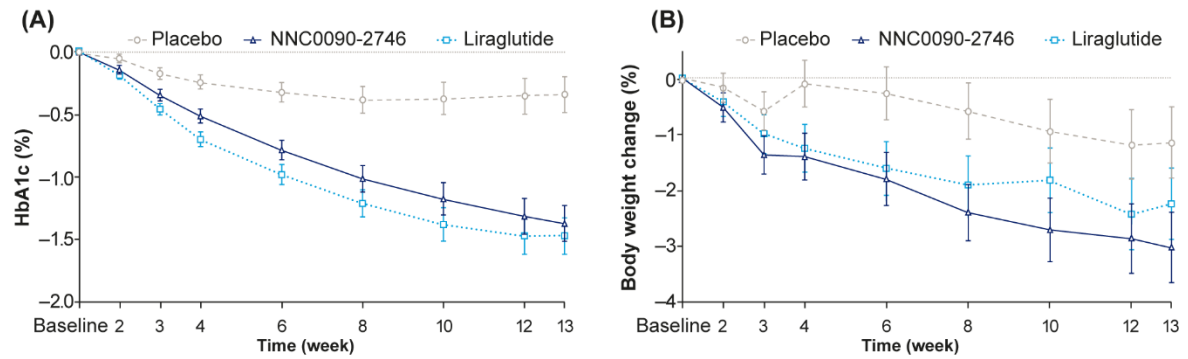 (A)
Placebo NNC0090-2746 Liraglutide
HbA1c (%)
0.0
–0.5
–1.0
–1.5
–2.0
Baseline 2 3 4 6 8 10 12 13
Time (week)
(B)
Placebo NNC0090-2746 Liraglutide
Body weight change (%)
0
–1
–2
–3
–4
Baseline 2 3 4 6 8 10 12 13
Time (week)